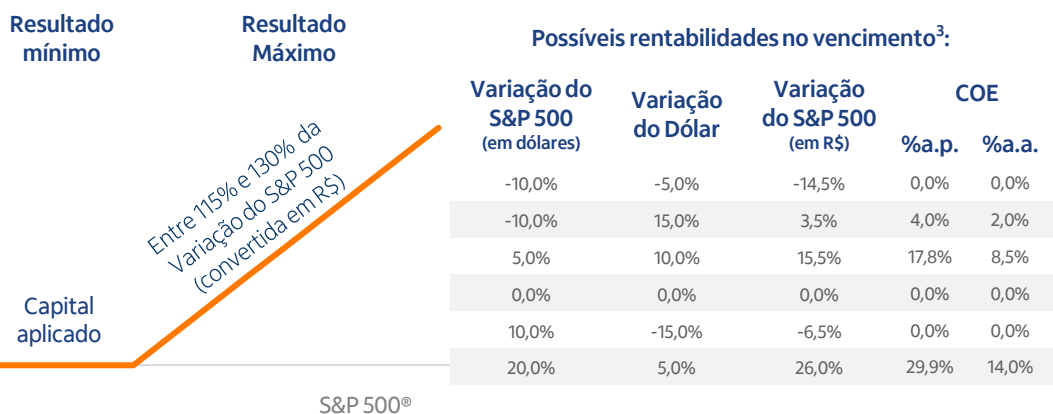 Resultado
mínimo
Resultado
Máximo
Entre 115% e 130% da
Variação do S&P 500
(convertida em R$)
Capital
aplicado
S&P 500®
Possíveis rentabilidades no vencimento³:
Variação do
S&P 500
(em dólares)
Variação
do Dólar
Variação
do S&P 500
(em R$)
COE
%a.p. %a.a.
-10,0% -5,0% -14,5% 0,0% 0,0%
-10,0% 15,0% 3,5% 4,0% 2,0%
5,0% 10,0% 15,5% 17,8% 8,5%
0,0% 0,0% 0,0% 0,0% 0,0%
10,0% -15,0% -6,5% 0,0% 0,0%
20,0% 5,0% 26,0% 29,9% 14,0%